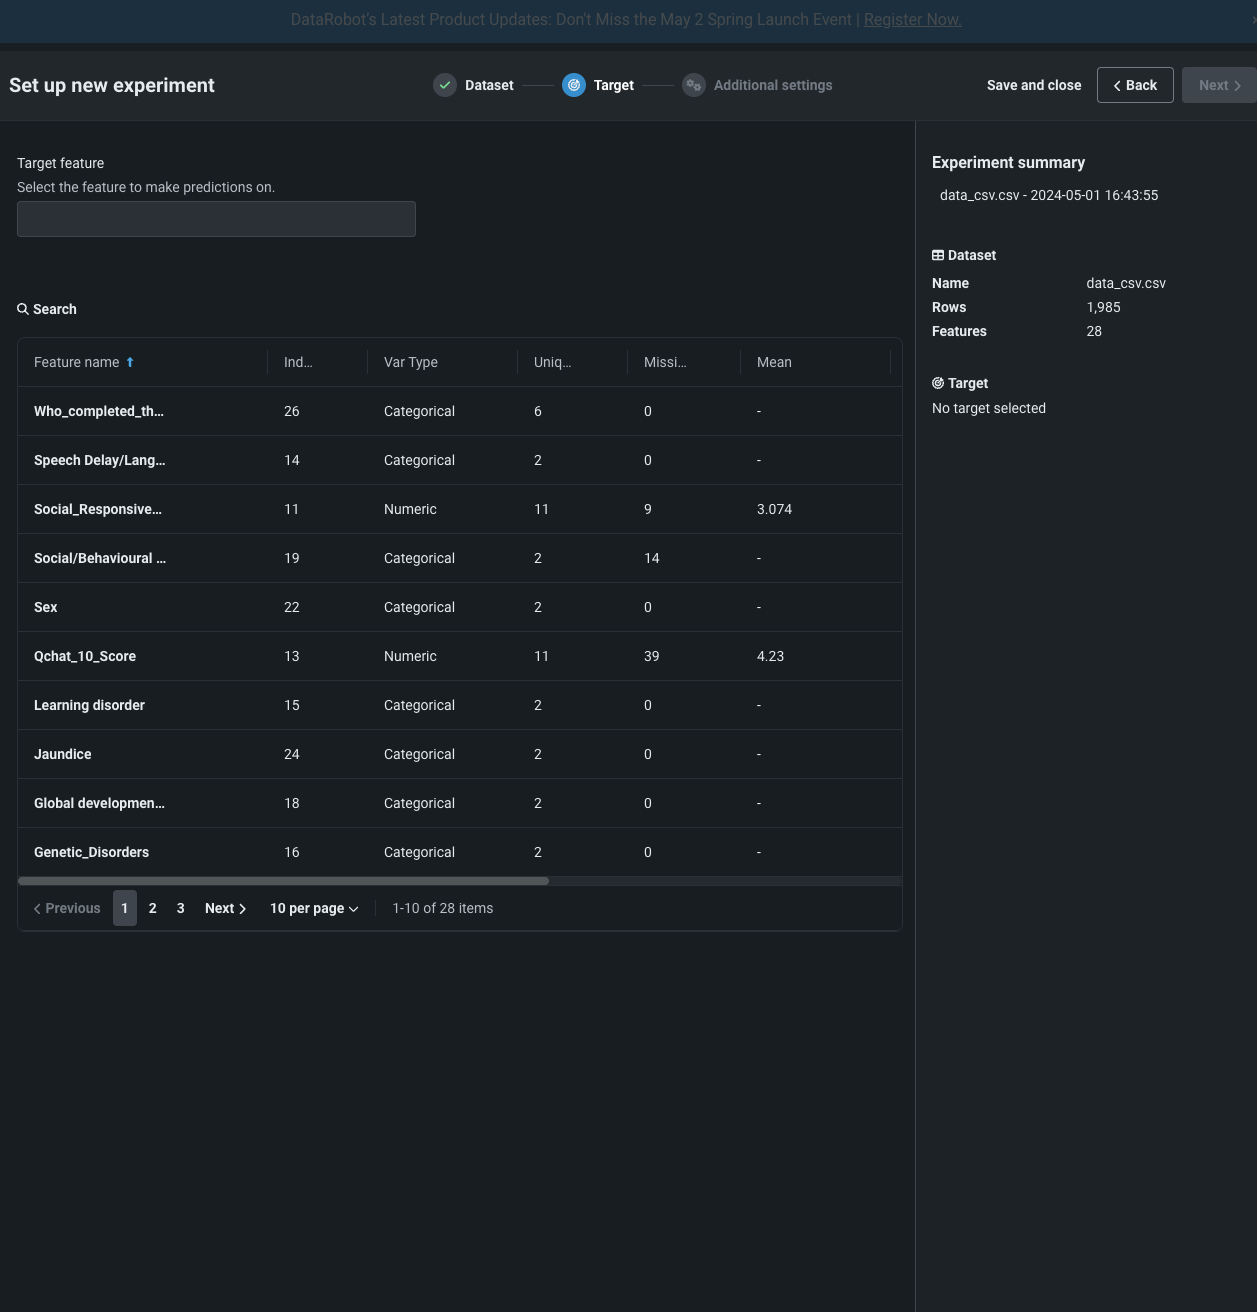 DataRobot's Latest Product Updates: Don't Miss the May 2 Spring Launch Event | Register Now.
Set up new experiment
Dataset
Target
Additional settings
Save and close
Back
Next
Target feature
Select the feature to make predictions on.
Search
Feature name Ind... Var Type Uniq... Missi... Mean
Who_completed_th... 26 Categorical 6 0 -
Speech Delay/Lang... 14 Categorical 2 0 -
Social_Responsive... 11 Numeric 11 9 3.074
Social/Behavioural ... 19 Categorical 2 14 -
Sex 22 Categorical 2 0 -
Qchat_10_Score 13 Numeric 11 39 4.23
Learning disorder 15 Categorical 2 0 -
Jaundice 24 Categorical 2 0 -
Global developmen... 18 Categorical 2 0 -
Genetic_Disorders 16 Categorical 2 0 -
Previous 1 2 3 Next 10 per page 1-10 of 28 items
Experiment summary
data_csv.csv - 2024-05-01 16:43:55
Dataset
Name data_csv.csv
Rows 1,985
Features 28
Target
No target selected